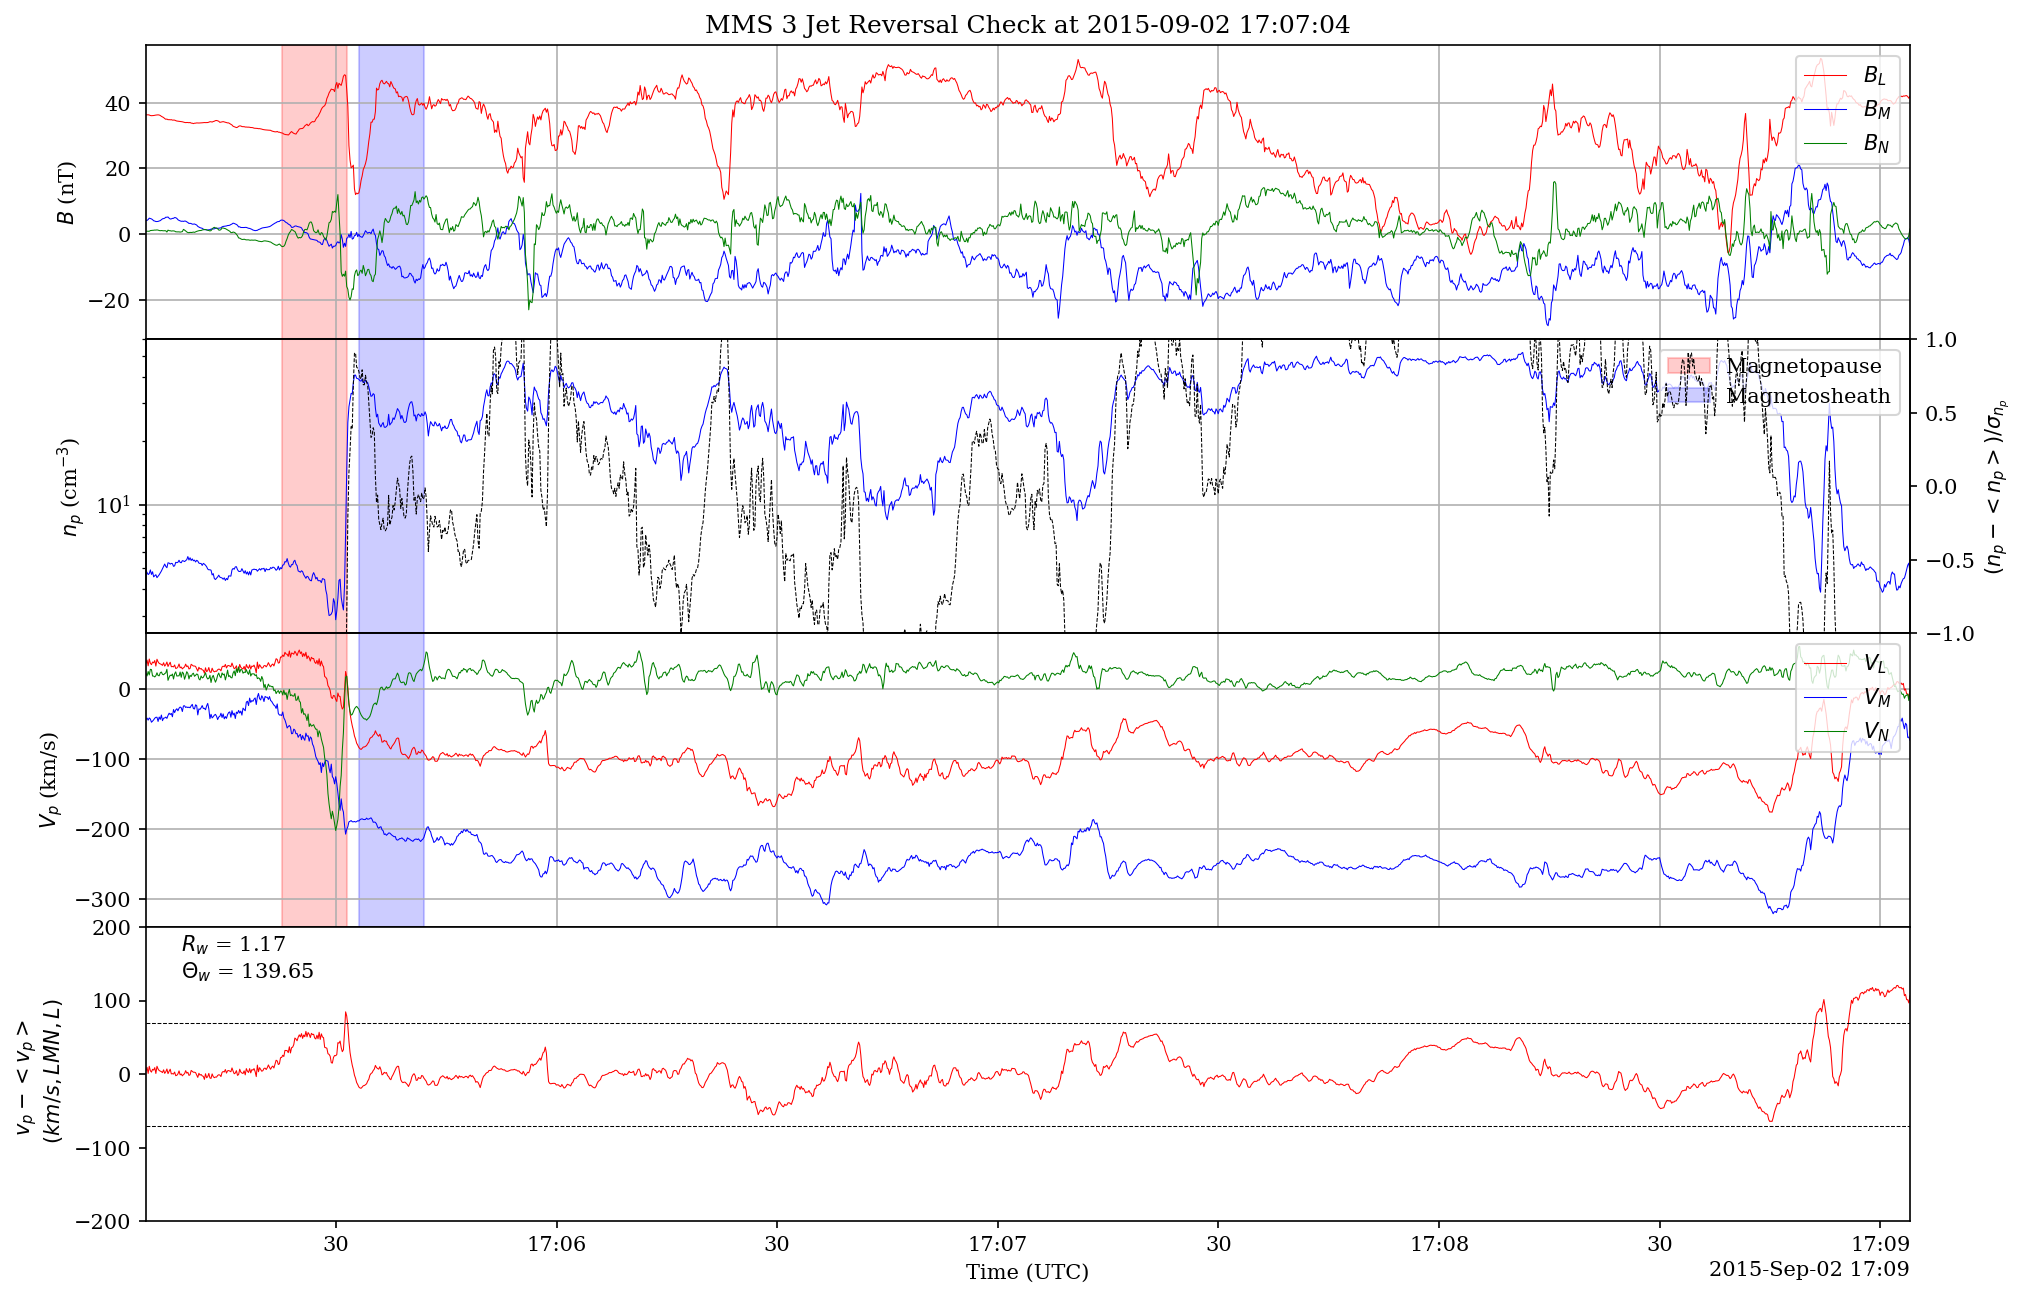 MMS 3 Jet Reversal Check at 2015-09-02 17:07:04
B (nT)
40
20
0
−20
B_L
B_M
B_N
n_p (cm⁻³)
10¹
1.0
0.5
0.0
−0.5
−1.0
(n_p − < n_p > )/σ_{n_p}
Magnetopause
Magnetosheath
V_p (km/s)
0
−100
−200
−300
V_L
V_M
V_N
v_p − < v_p >
(km/s, LMN, L)
200
100
0
−100
−200
R_w = 1.17
Θ_w = 139.65
30 17:06 30 17:07 30 17:08 30 17:09
Time (UTC)
2015-Sep-02 17:09